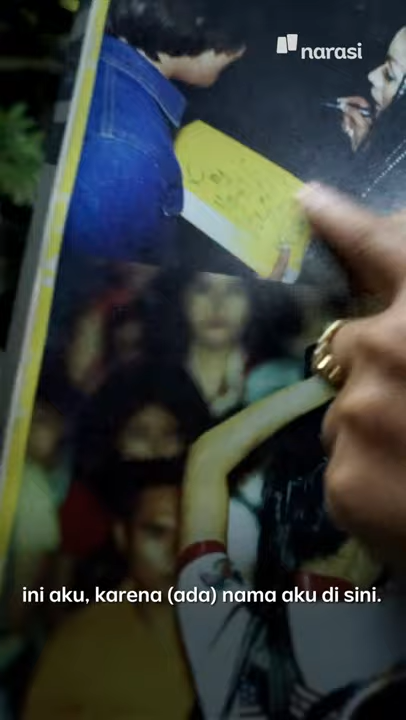 narasi
ini aku, karena (ada) nama aku di sini.